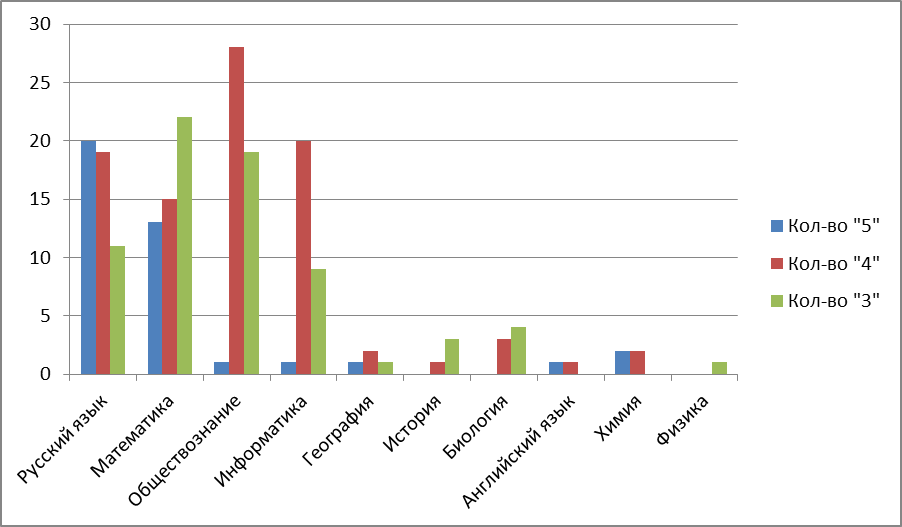 30
25
20
15
10
5
0
Русский язык
Математика
Обществознание
Информатика
География
История
Биология
Английский язык
Химия
Физика
Кол-во "5"
Кол-во "4"
Кол-во "3"